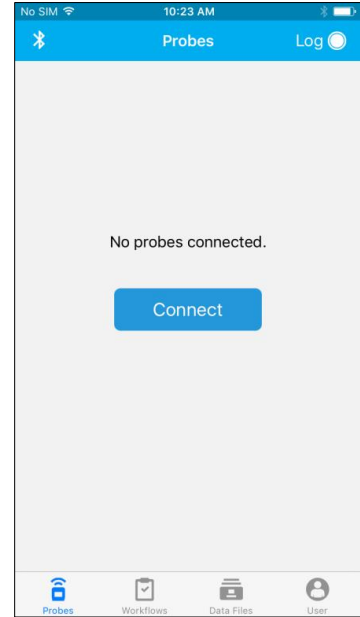 No SIM 10:23 AM
Probes Log
No probes connected.
Connect
Probes Workflows Data Files User